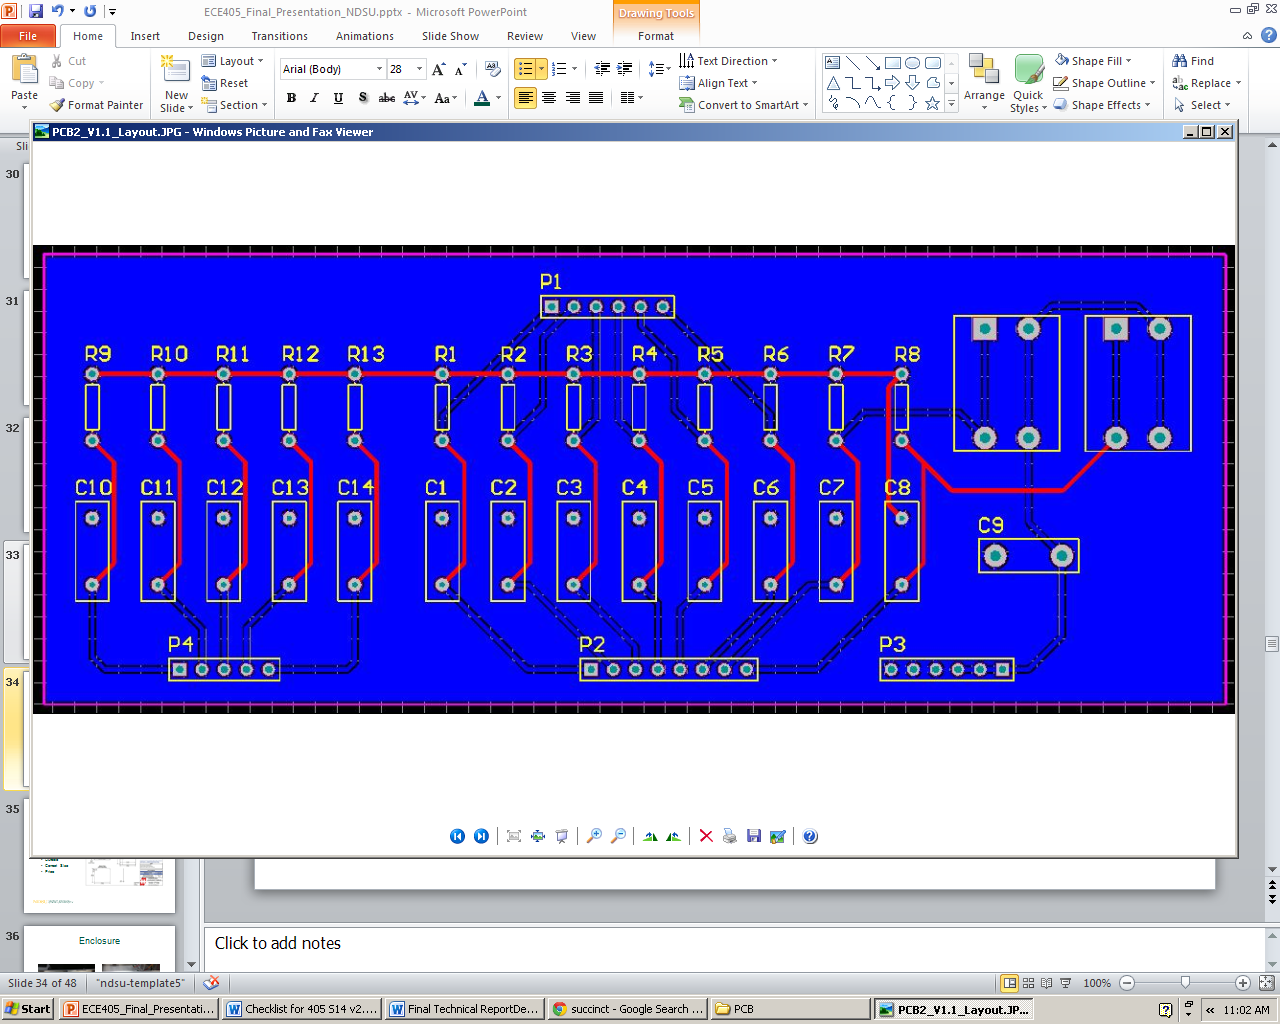 ECE405_Final_Presentation_NDSU.pptx - Microsoft PowerPoint
Drawing Tools
File Home Insert Design Transitions Animations Slide Show Review View Format
Paste
Cut
Copy
Format Painter
New Slide
Layout
Reset
Section
Arial (Body) 28
B I U S abc AV Aa A
Text Direction
Align Text
Convert to SmartArt
Arrange
Quick Styles
Shape Fill
Shape Outline
Shape Effects
Find
Replace
Select
PCB2_V1.1_Layout.JPG - Windows Picture and Fax Viewer
Sli
30
31
32
33
34
35
36
P1
R9 R10 R11 R12 R13 R1 R2 R3 R4 R5 R6 R7 R8
C10 C11 C12 C13 C14 C1 C2 C3 C4 C5 C6 C7 C8
C9
P4 P2 P3
Enclosure
Click to add notes
Slide 34 of 48 "ndsu-template5" 100%
Start ECE405_Final_Presentati... Checklist for 405 S14 v2.... Final Technical ReportDe... succinct - Google Search ... PCB PCB2_V1.1_Layout.JP... 11:02 AM